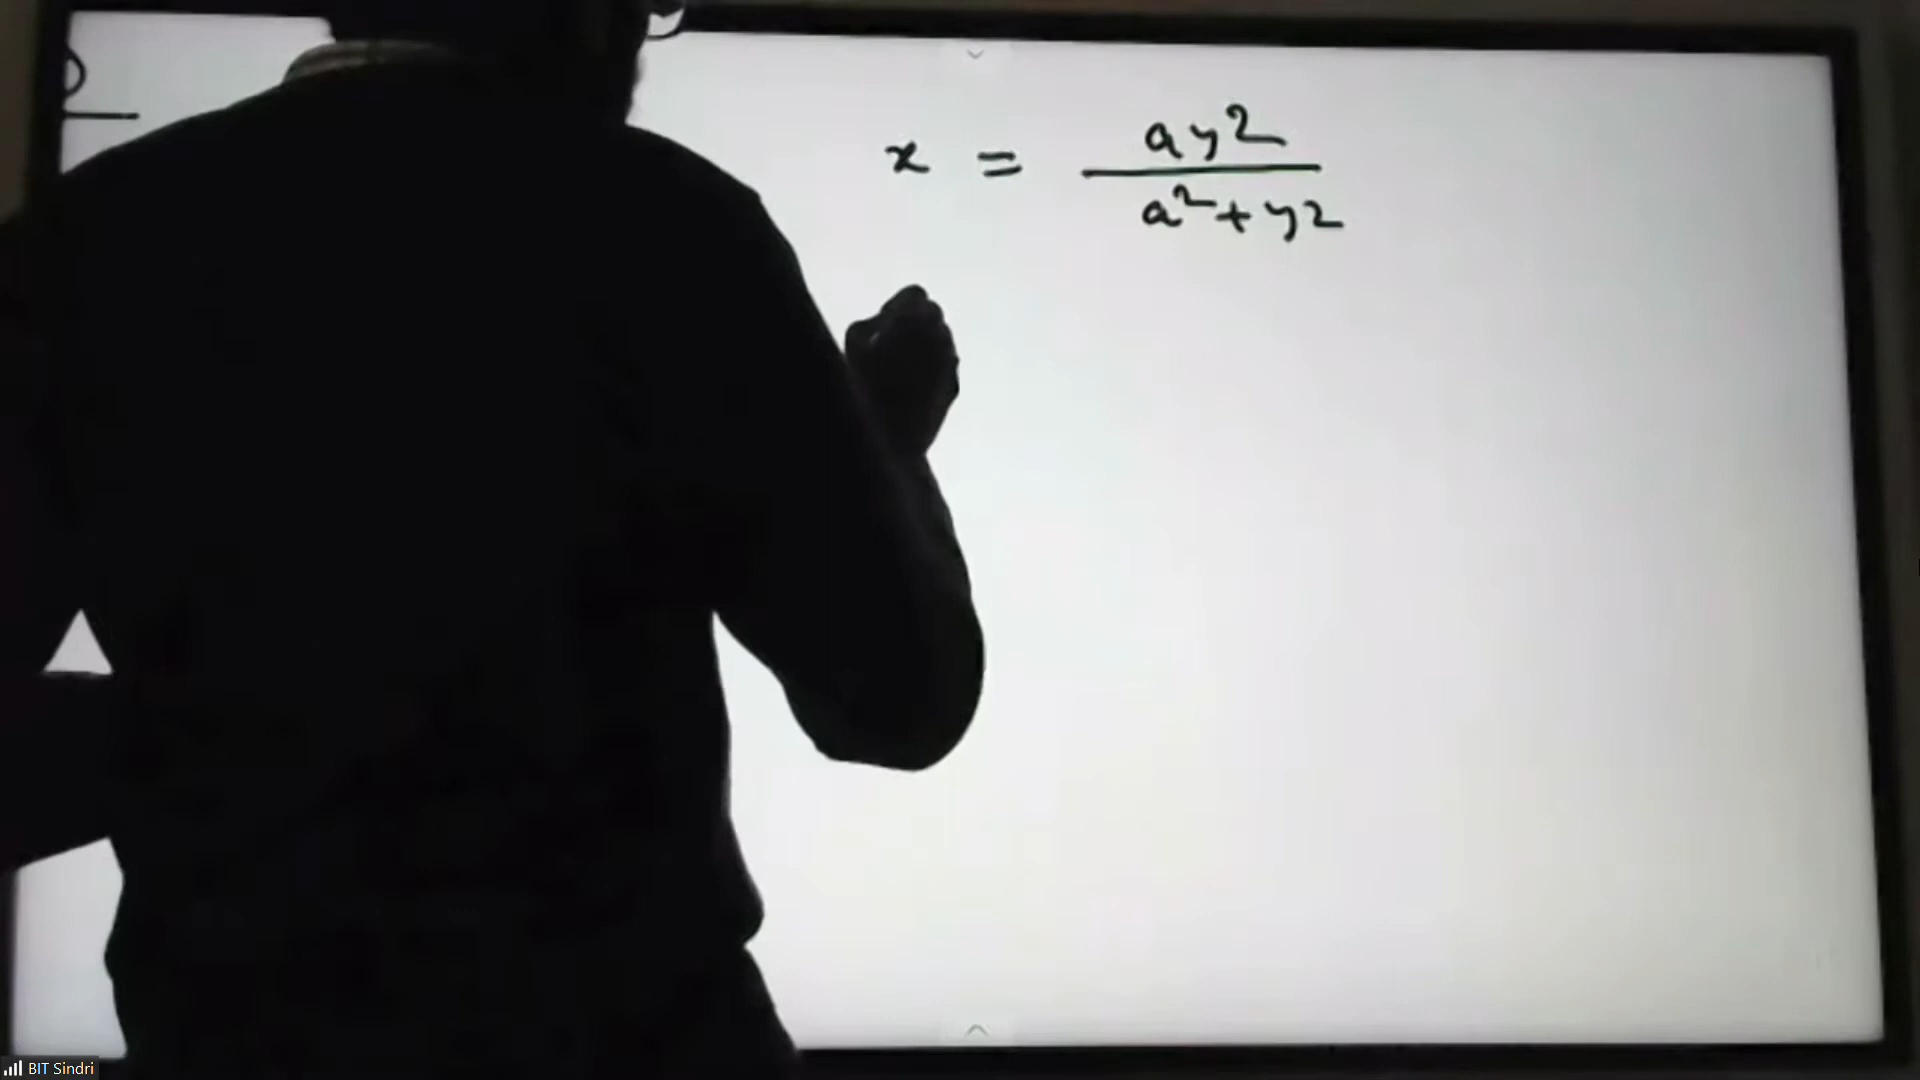 x = ay² / a²+y²
BIT Sindri